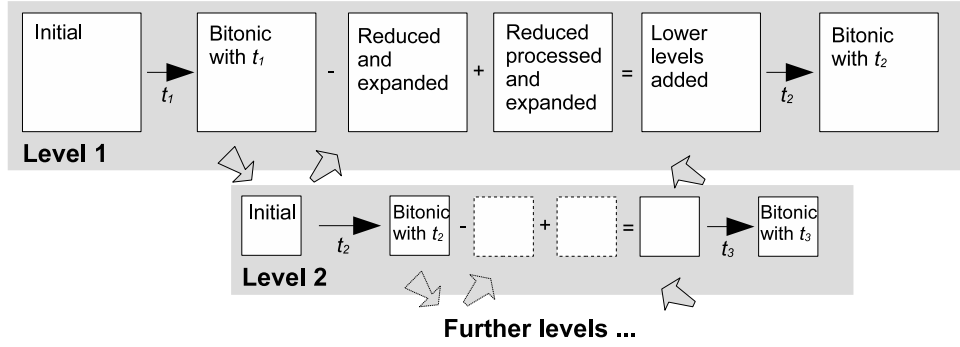 Initial
t1
Bitonic
with t1
-
Reduced
and
expanded
+
Reduced
processed
and
expanded
=
Lower
levels
added
t2
Bitonic
with t2
Level 1
Initial
t2
Bitonic
with t2
-
+
=
t3
Bitonic
with t3
Level 2
Further levels ...